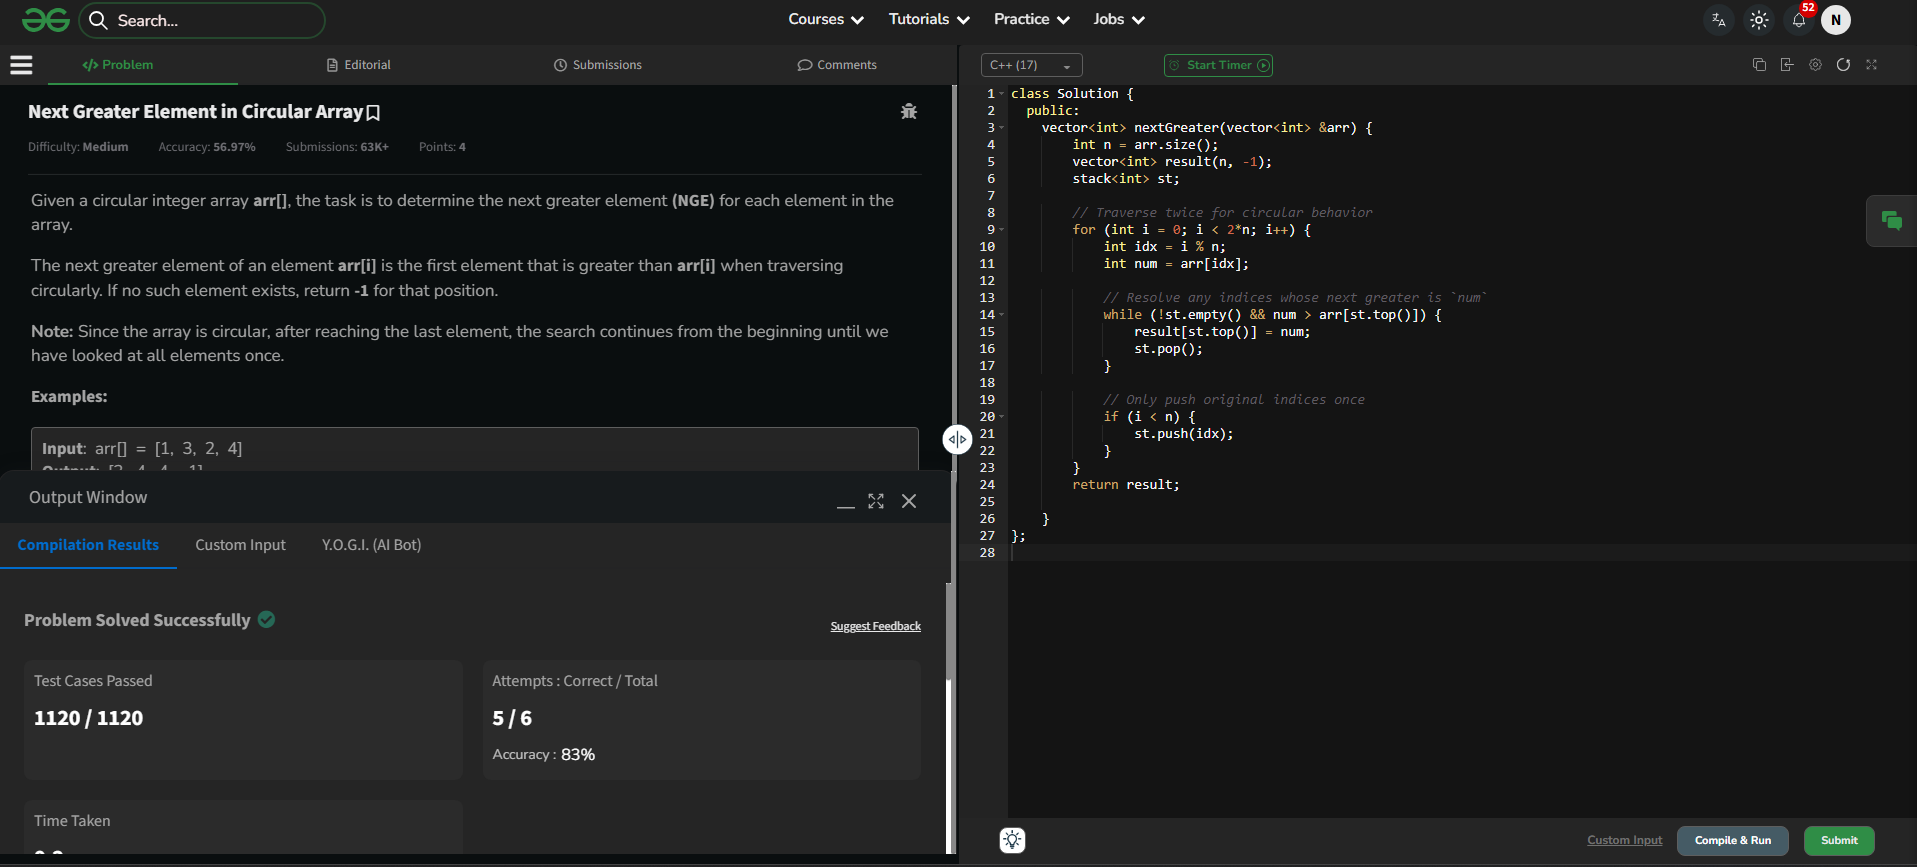 Search...
Courses
Tutorials
Practice
Jobs
52
N
Problem
Editorial
Submissions
Comments
C++ (17)
Start Timer
Next Greater Element in Circular Array
Difficulty: Medium
Accuracy: 56.97%
Submissions: 63K+
Points: 4
Given a circular integer array arr[], the task is to determine the next greater element (NGE) for each element in the
array.
The next greater element of an element arr[i] is the first element that is greater than arr[i] when traversing
circularly. If no such element exists, return -1 for that position.
Note: Since the array is circular, after reaching the last element, the search continues from the beginning until we
have looked at all elements once.
Examples:
Input: arr[] = [1, 3, 2, 4]
Output Window
Compilation Results
Custom Input
Y.O.G.I. (AI Bot)
Problem Solved Successfully
Suggest Feedback
Test Cases Passed
1120 / 1120
Attempts : Correct / Total
5 / 6
Accuracy : 83%
Time Taken
1 class Solution {
2 public:
3 vector<int> nextGreater(vector<int> &arr) {
4 int n = arr.size();
5 vector<int> result(n, -1);
6 stack<int> st;
7
8 // Traverse twice for circular behavior
9 for (int i = 0; i < 2*n; i++) {
10 int idx = i % n;
11 int num = arr[idx];
12
13 // Resolve any indices whose next greater is `num`
14 while (!st.empty() && num > arr[st.top()]) {
15 result[st.top()] = num;
16 st.pop();
17 }
18
19 // Only push original indices once
20 if (i < n) {
21 st.push(idx);
22 }
23 }
24 return result;
25
26 }
27 };
28
Custom Input
Compile & Run
Submit